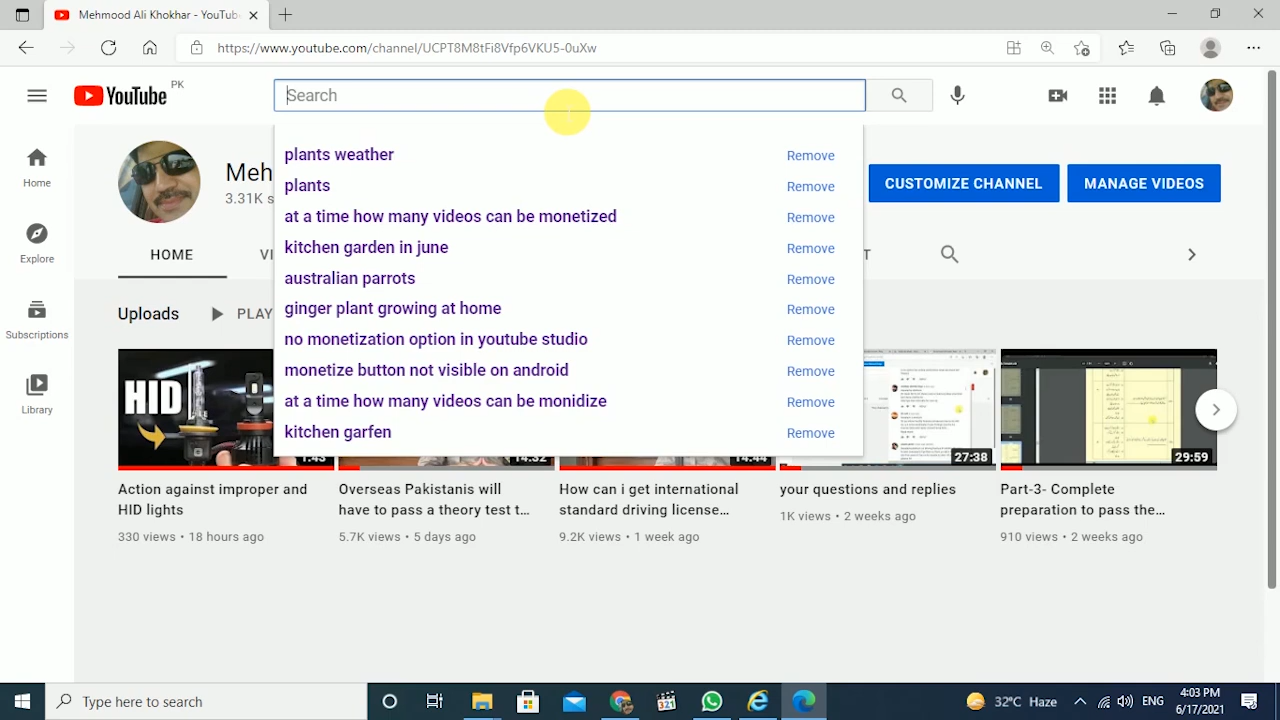 Mehmood Ali Khokhar - YouTub
https://www.youtube.com/channel/UCPT8M8tFi8Vfp6VKU5-0uXw
YouTube PK
Search
plants weather Remove
plants Remove
at a time how many videos can be monetized Remove
kitchen garden in june Remove
australian parrots Remove
ginger plant growing at home Remove
no monetization option in youtube studio Remove
monetize button not visible on android Remove
at a time how many videos can be monidize Remove
kitchen garfen Remove
Home
Explore
Subscriptions
Library
Meh
3.31K s
CUSTOMIZE CHANNEL
MANAGE VIDEOS
HOME
VI
T
Uploads
PLAY
HID
14:32
14:44
27:38
29:59
Action against improper and
HID lights
330 views • 18 hours ago
Overseas Pakistanis will
have to pass a theory test t...
5.7K views • 5 days ago
How can i get international
standard driving license...
9.2K views • 1 week ago
your questions and replies
1K views • 2 weeks ago
Part-3- Complete
preparation to pass the...
910 views • 2 weeks ago
Type here to search
321
32°C Haze
ENG
4:03 PM
6/17/2021